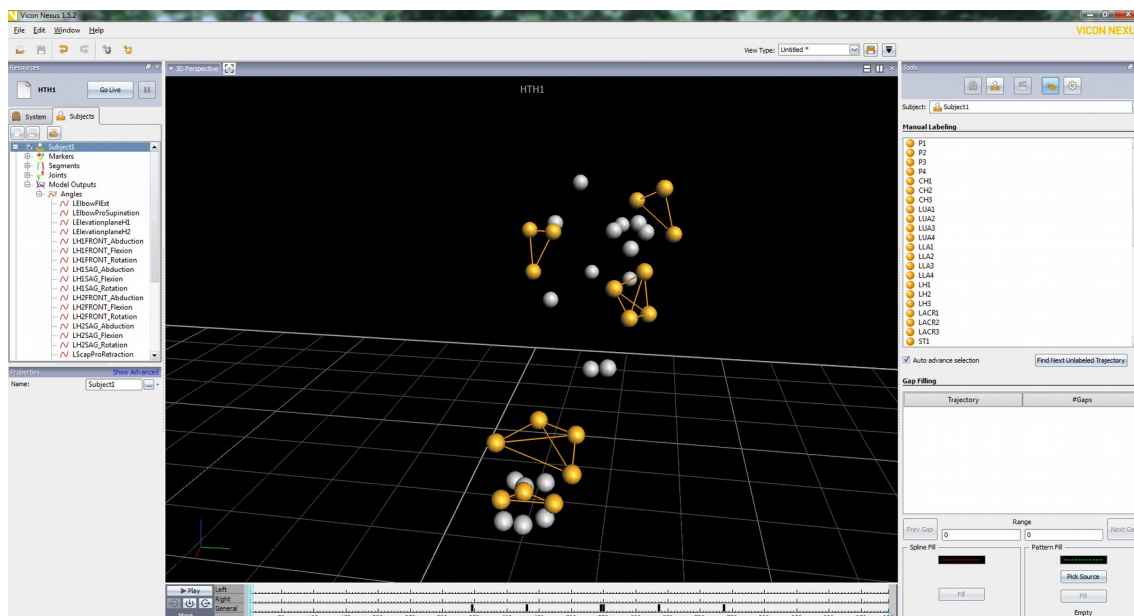 Vicon Nexus 1.5.2
File Edit Window Help
VICON NEXUS
View Type: Untitled *
Resources
HTH1
Go Live
System
Subjects
Subject1
Markers
Segments
Joints
Model Outputs
Angles
LElbowFlExt
LElbowProSupination
LElevationplaneH1
LElevationplaneH2
LH1FRONT_Abduction
LH1FRONT_Flexion
LH1FRONT_Rotation
LH1SAG_Abduction
LH1SAG_Flexion
LH1SAG_Rotation
LH2FRONT_Abduction
LH2FRONT_Flexion
LH2FRONT_Rotation
LH2SAG_Abduction
LH2SAG_Flexion
LH2SAG_Rotation
LScapProRetraction
Properties
Show Advanced
Name:
Subject1
3D Perspective
HTH1
Play
More
Left
Right
General
Tools
Subject: Subject1
Manual Labeling
P1
P2
P3
P4
CH1
CH2
CH3
LUA1
LUA2
LUA3
LUA4
LLA1
LLA2
LLA3
LLA4
LH1
LH2
LH3
LACR1
LACR2
LACR3
ST1
Auto advance selection
Find Next Unlabeled Trajectory
Gap Filling
Trajectory
#Gaps
Range
Prev Gap
0
0
Next Ga
Spline Fill
Pattern Fill
Pick Source
Fill
Fill
Empty